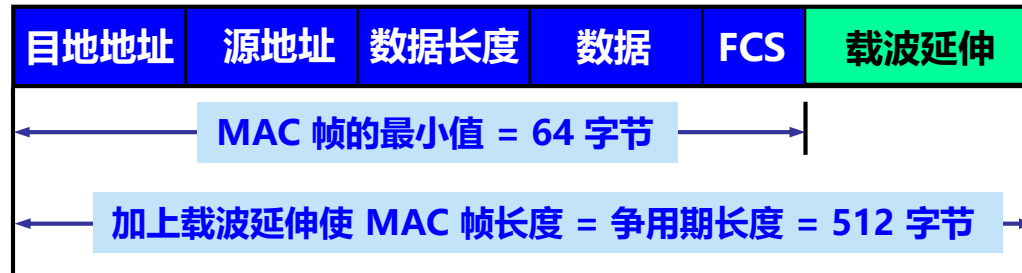 目地地址 源地址 数据长度 数据 FCS 载波延伸
MAC 帧的最小值 = 64 字节
加上载波延伸使 MAC 帧长度 = 争用期长度 = 512 字节